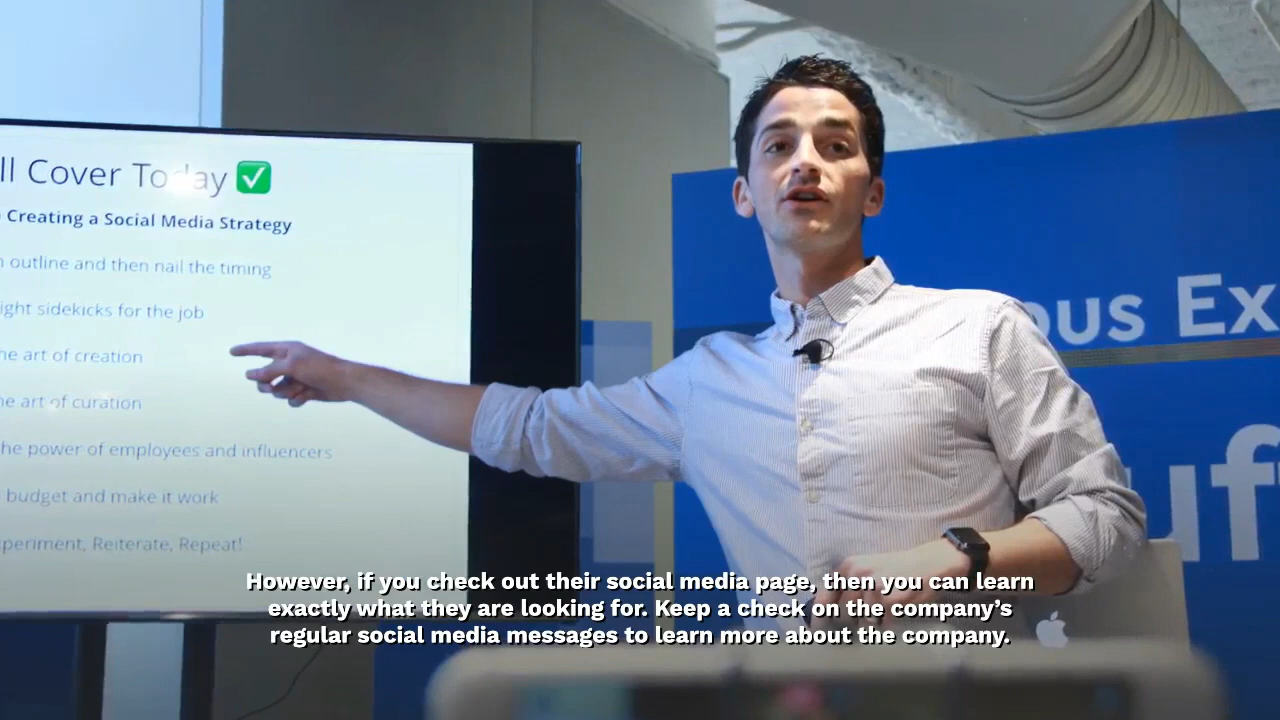 ll Cover Today ✅
Creating a Social Media Strategy
outline and then nail the timing
ight sidekicks for the job
he art of creation
he art of curation
he power of employees and influencers
budget and make it work
periment, Reiterate, Repeat!
ous Ex
uf
However, if you check out their social media page, then you can learn
exactly what they are looking for. Keep a check on the company's
regular social media messages to learn more about the company.